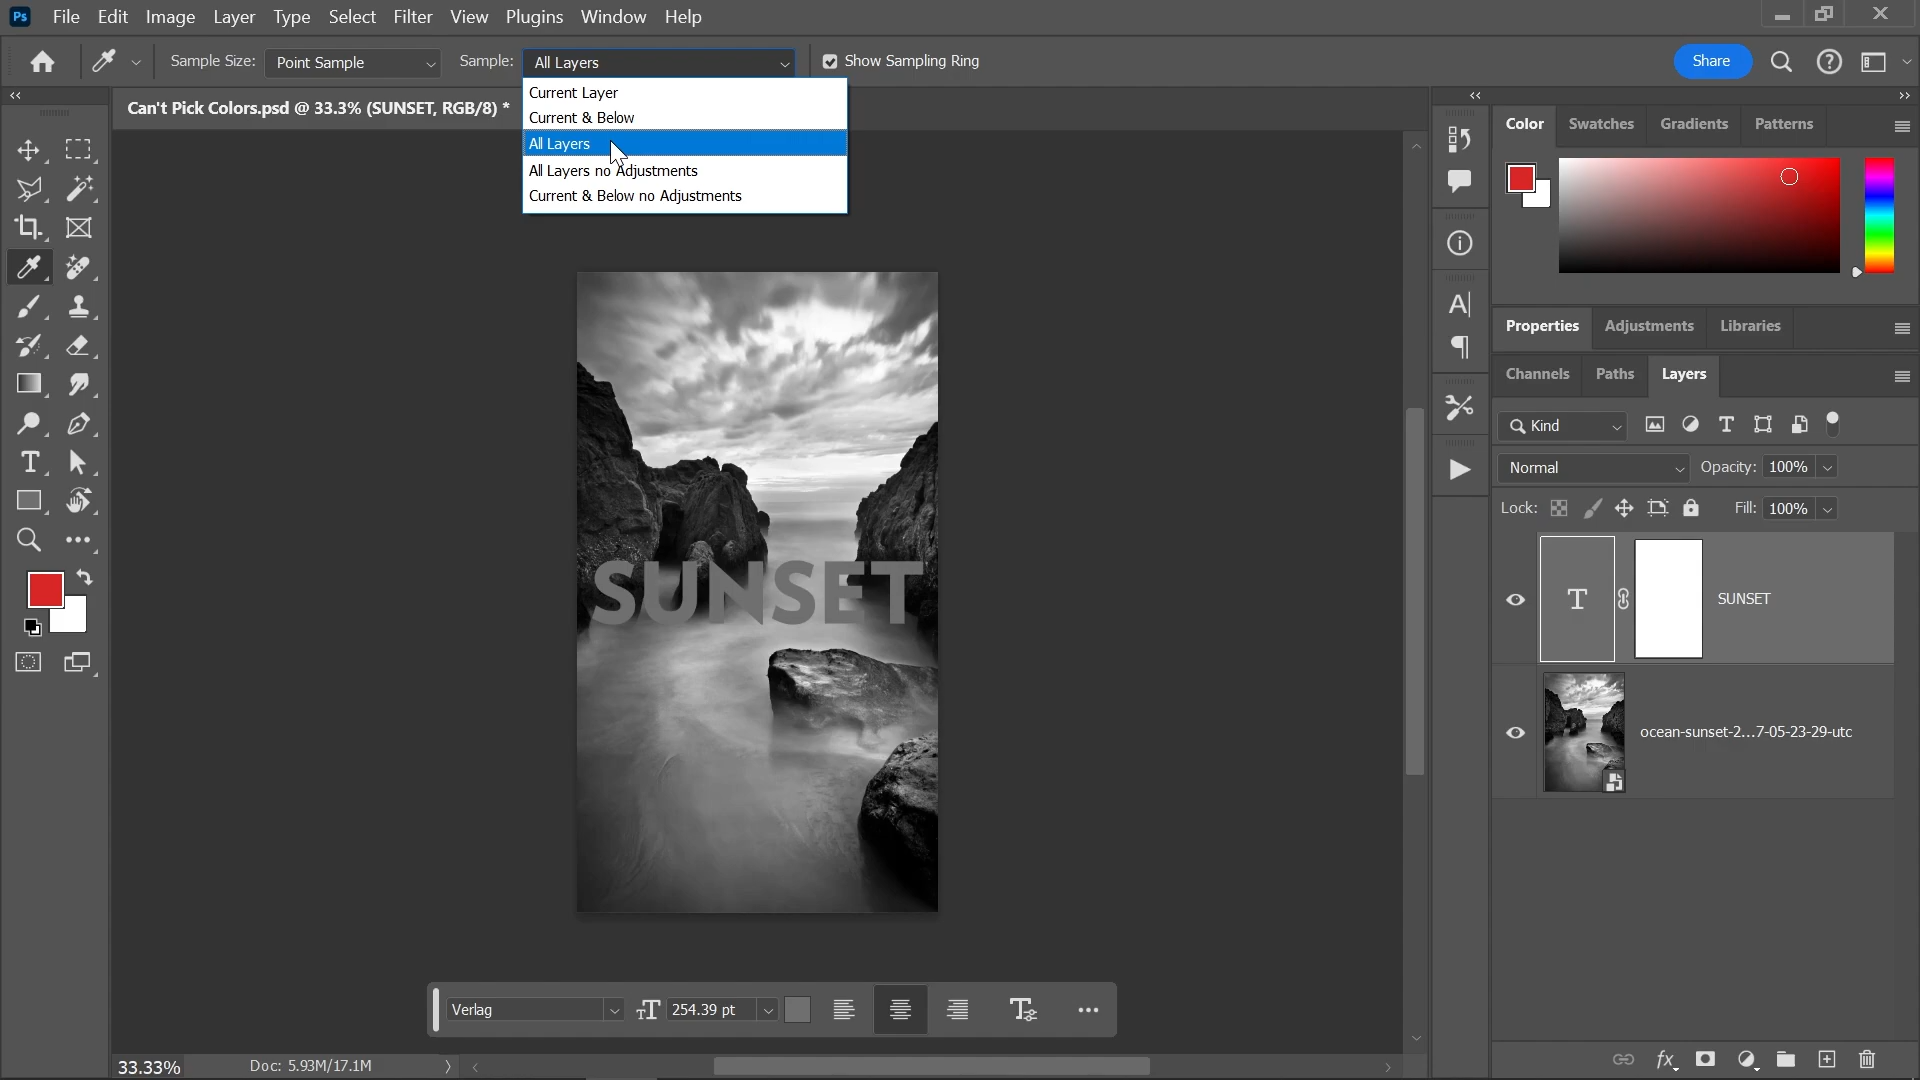 Ps File Edit Image Layer Type Select Filter View Plugins Window Help
Sample Size: Point Sample Sample: All Layers Show Sampling Ring Share
Current Layer
Current & Below
All Layers
All Layers no Adjustments
Current & Below no Adjustments
Can't Pick Colors.psd @ 33.3% (SUNSET, RGB/8) *
SUNSET
Verlag 254.39 pt
33.33% Doc: 5.93M/17.1M
Color Swatches Gradients Patterns
Properties Adjustments Libraries
Channels Paths Layers
Kind
Normal Opacity: 100%
Lock: Fill: 100%
SUNSET
ocean-sunset-2...7-05-23-29-utc